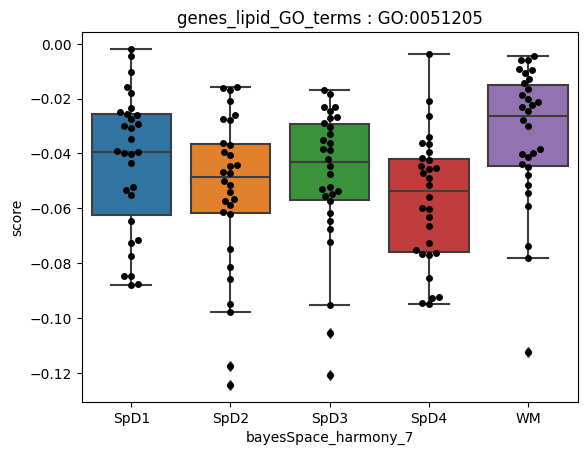 genes_lipid_GO_terms : GO:0051205
0.00
−0.02
−0.04
−0.06
−0.08
−0.10
−0.12
score
SpD1 SpD2 SpD3 SpD4 WM
bayesSpace_harmony_7